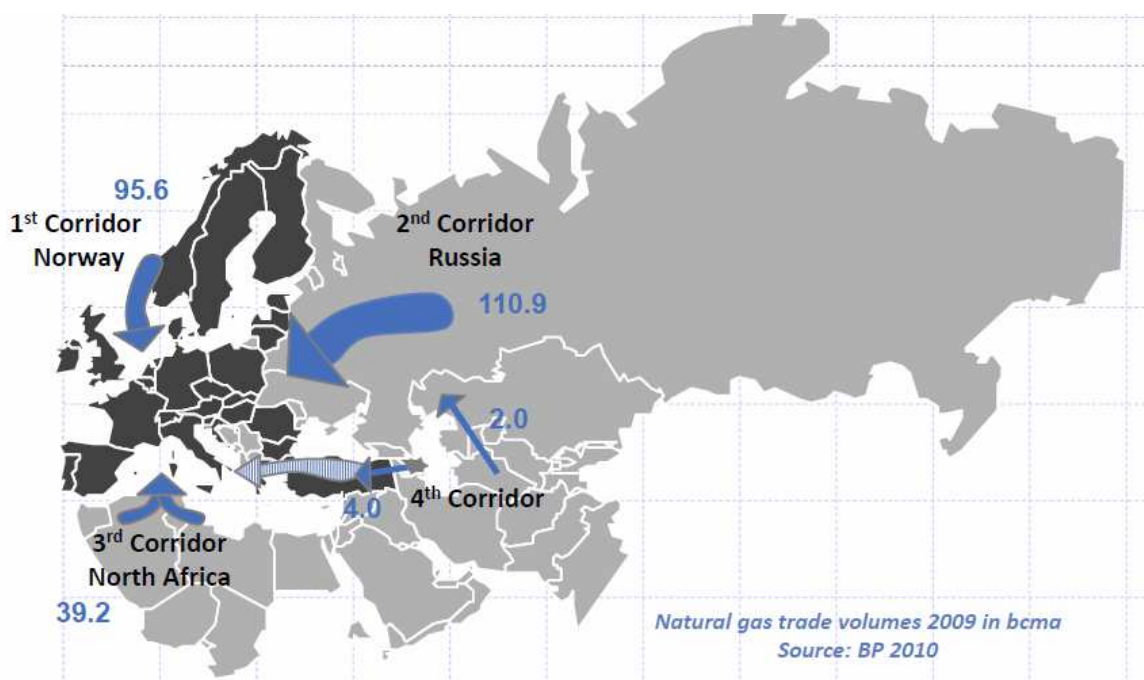 95.6
1st Corridor
Norway
2nd Corridor
Russia
110.9
2.0
4th Corridor
4.0
3rd Corridor
North Africa
39.2
Natural gas trade volumes 2009 in bcma
Source: BP 2010